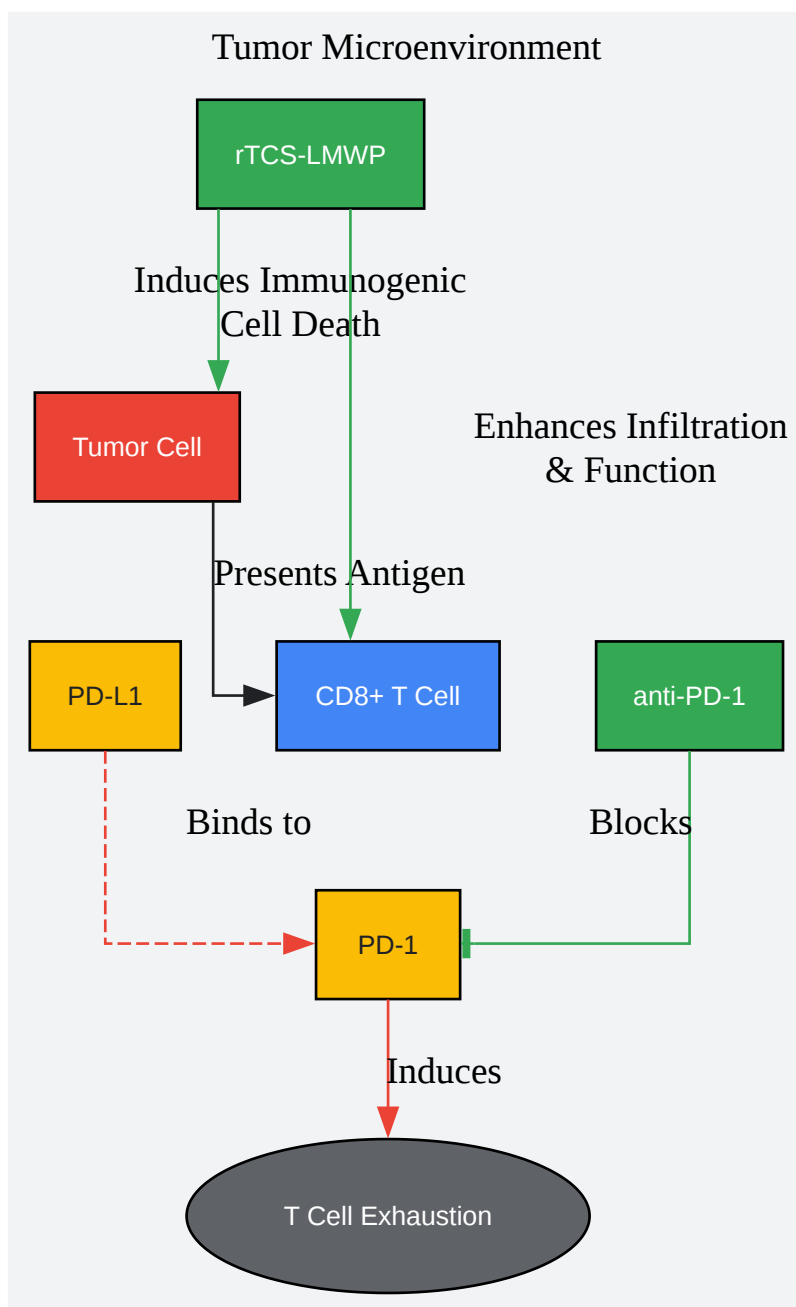 Tumor Microenvironment
rTCS-LMWP
Induces Immunogenic
Cell Death
Tumor Cell
Enhances Infiltration
& Function
Presents Antigen
PD-L1
CD8+ T Cell
anti-PD-1
Binds to
Blocks
PD-1
Induces
T Cell Exhaustion